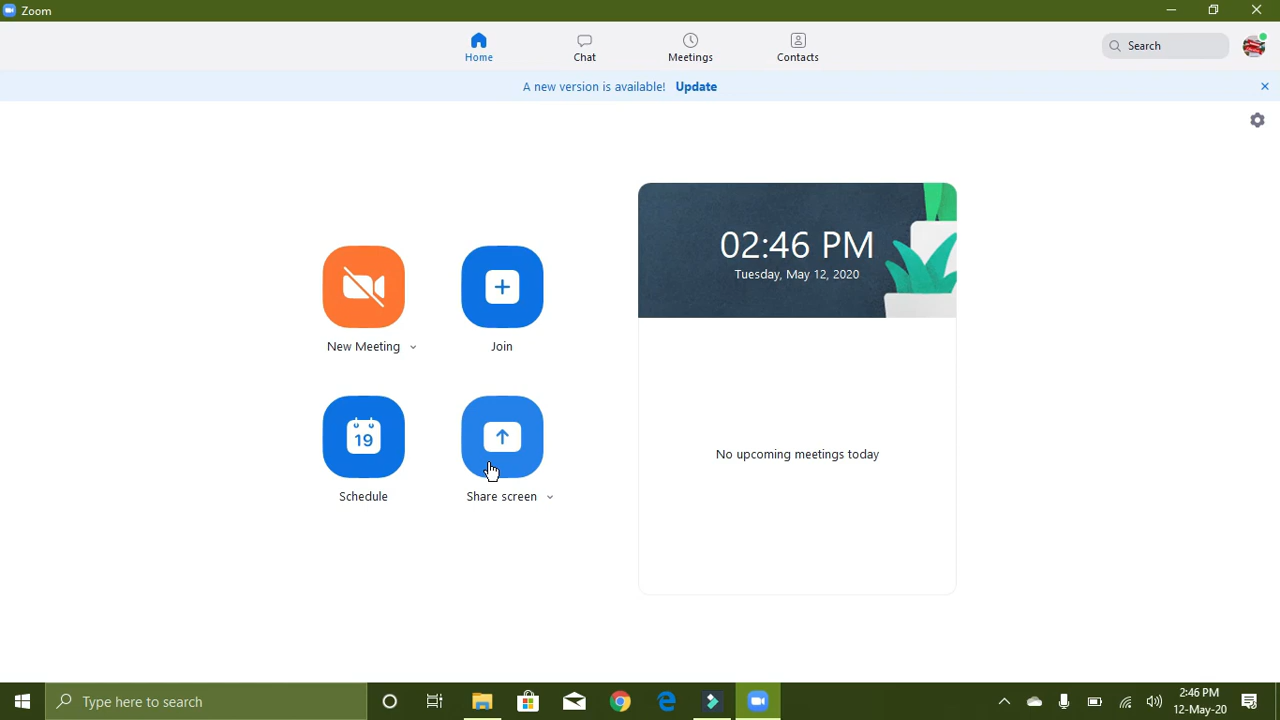 Zoom
Home
Chat
Meetings
Contacts
Search
A new version is available! Update
02:46 PM
Tuesday, May 12, 2020
New Meeting
Join
19
Schedule
Share screen
No upcoming meetings today
Type here to search
2:46 PM
12-May-20